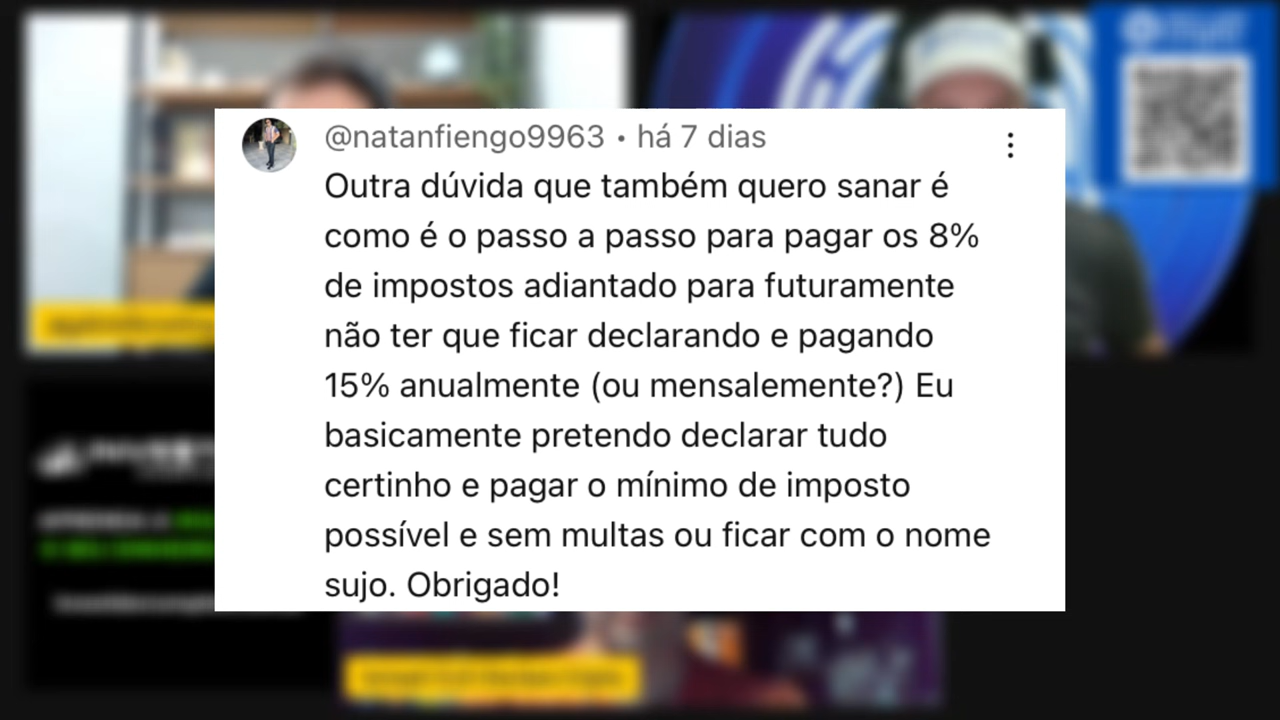 @natanfiengo9963 • há 7 dias
Outra dúvida que também quero sanar é
como é o passo a passo para pagar os 8%
de impostos adiantado para futuramente
não ter que ficar declarando e pagando
15% anualmente (ou mensalemente?) Eu
basicamente pretendo declarar tudo
certinho e pagar o mínimo de imposto
possível e sem multas ou ficar com o nome
sujo. Obrigado!